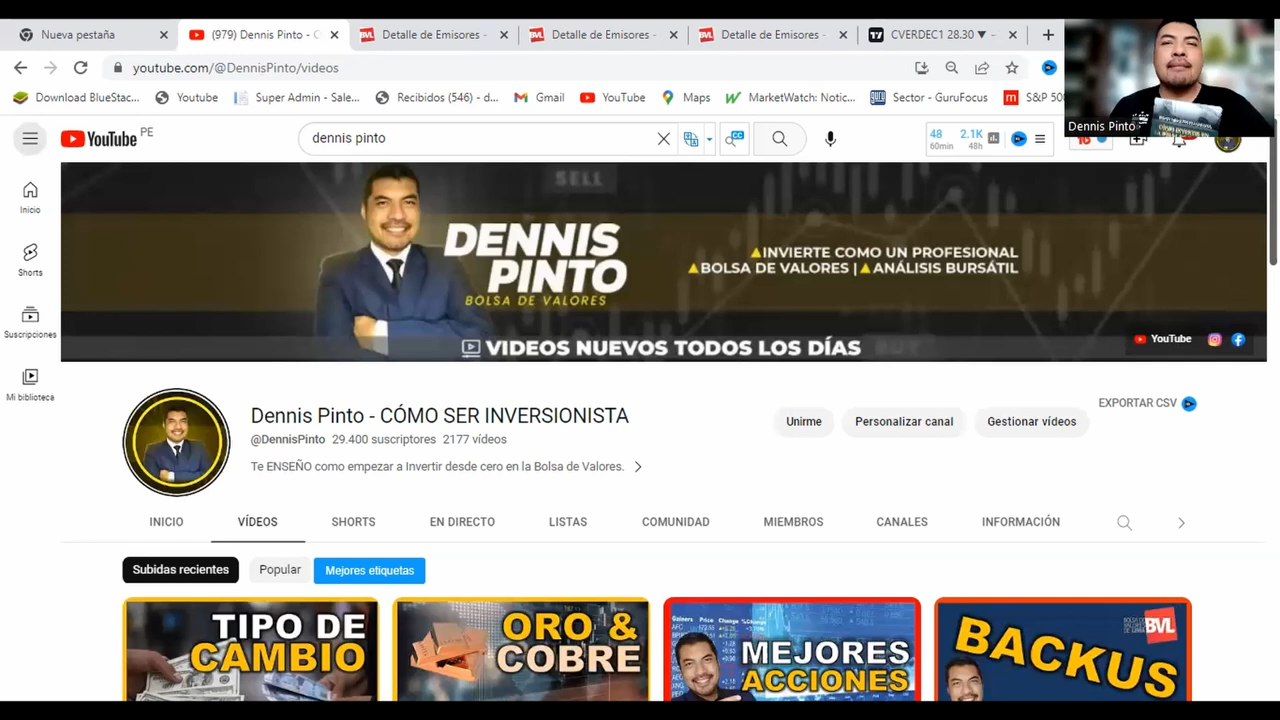 Nueva pestaña
(979) Dennis Pinto - C
Detalle de Emisores -
Detalle de Emisores -
Detalle de Emisores -
CVERDEC1 28.30 ▼ -
youtube.com/@DennisPinto/videos
Download BlueStac...
Youtube
Super Admin - Sale...
Recibidos (546) - d...
Gmail
YouTube
Maps
MarketWatch: Notic...
Sector - GuruFocus
S&P 50
Dennis Pinto
YouTube PE
dennis pinto
48 60min
2.1K 48h
Inicio
Shorts
Suscripciones
Mi biblioteca
SELL
DENNIS
PINTO
BOLSA DE VALORES
INVIERTE COMO UN PROFESIONAL
BOLSA DE VALORES | ANÁLISIS BURSÁTIL
VIDEOS NUEVOS TODOS LOS DÍAS
YouTube
Dennis Pinto - CÓMO SER INVERSIONISTA
@DennisPinto 29.400 suscriptores 2177 vídeos
Te ENSEÑO como empezar a Invertir desde cero en la Bolsa de Valores.
Unirme
Personalizar canal
Gestionar vídeos
EXPORTAR CSV
INICIO
VÍDEOS
SHORTS
EN DIRECTO
LISTAS
COMUNIDAD
MIEMBROS
CANALES
INFORMACIÓN
Subidas recientes
Popular
Mejores etiquetas
TIPO DE
CAMBIO
ORO &
COBRE
MEJORES
ACCIONES
BACKUS
BVL